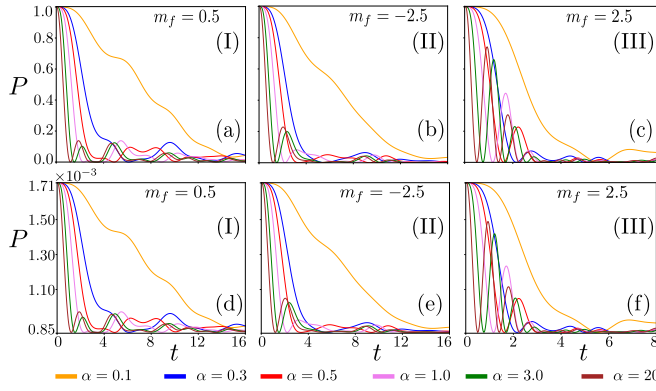 m_f = 0.5 m_f = −2.5 m_f = 2.5
(I) (II) (III)
P
1.0
0.8
0.6
0.4
0.2
0.0
(a) (b) (c)
0 4 8 12 16 0 4 8 12 16 0 2 4 6 8
t t t
×10⁻³
m_f = 0.5 m_f = −2.5 m_f = 2.5
(I) (II) (III)
P
1.71
1.50
1.30
1.10
0.85
(d) (e) (f)
0 4 8 t 12 16 0 4 8 t 12 16 0 2 4 t 6 8
α = 0.1 α = 0.3 α = 0.5 α = 1.0 α = 3.0 α = 20